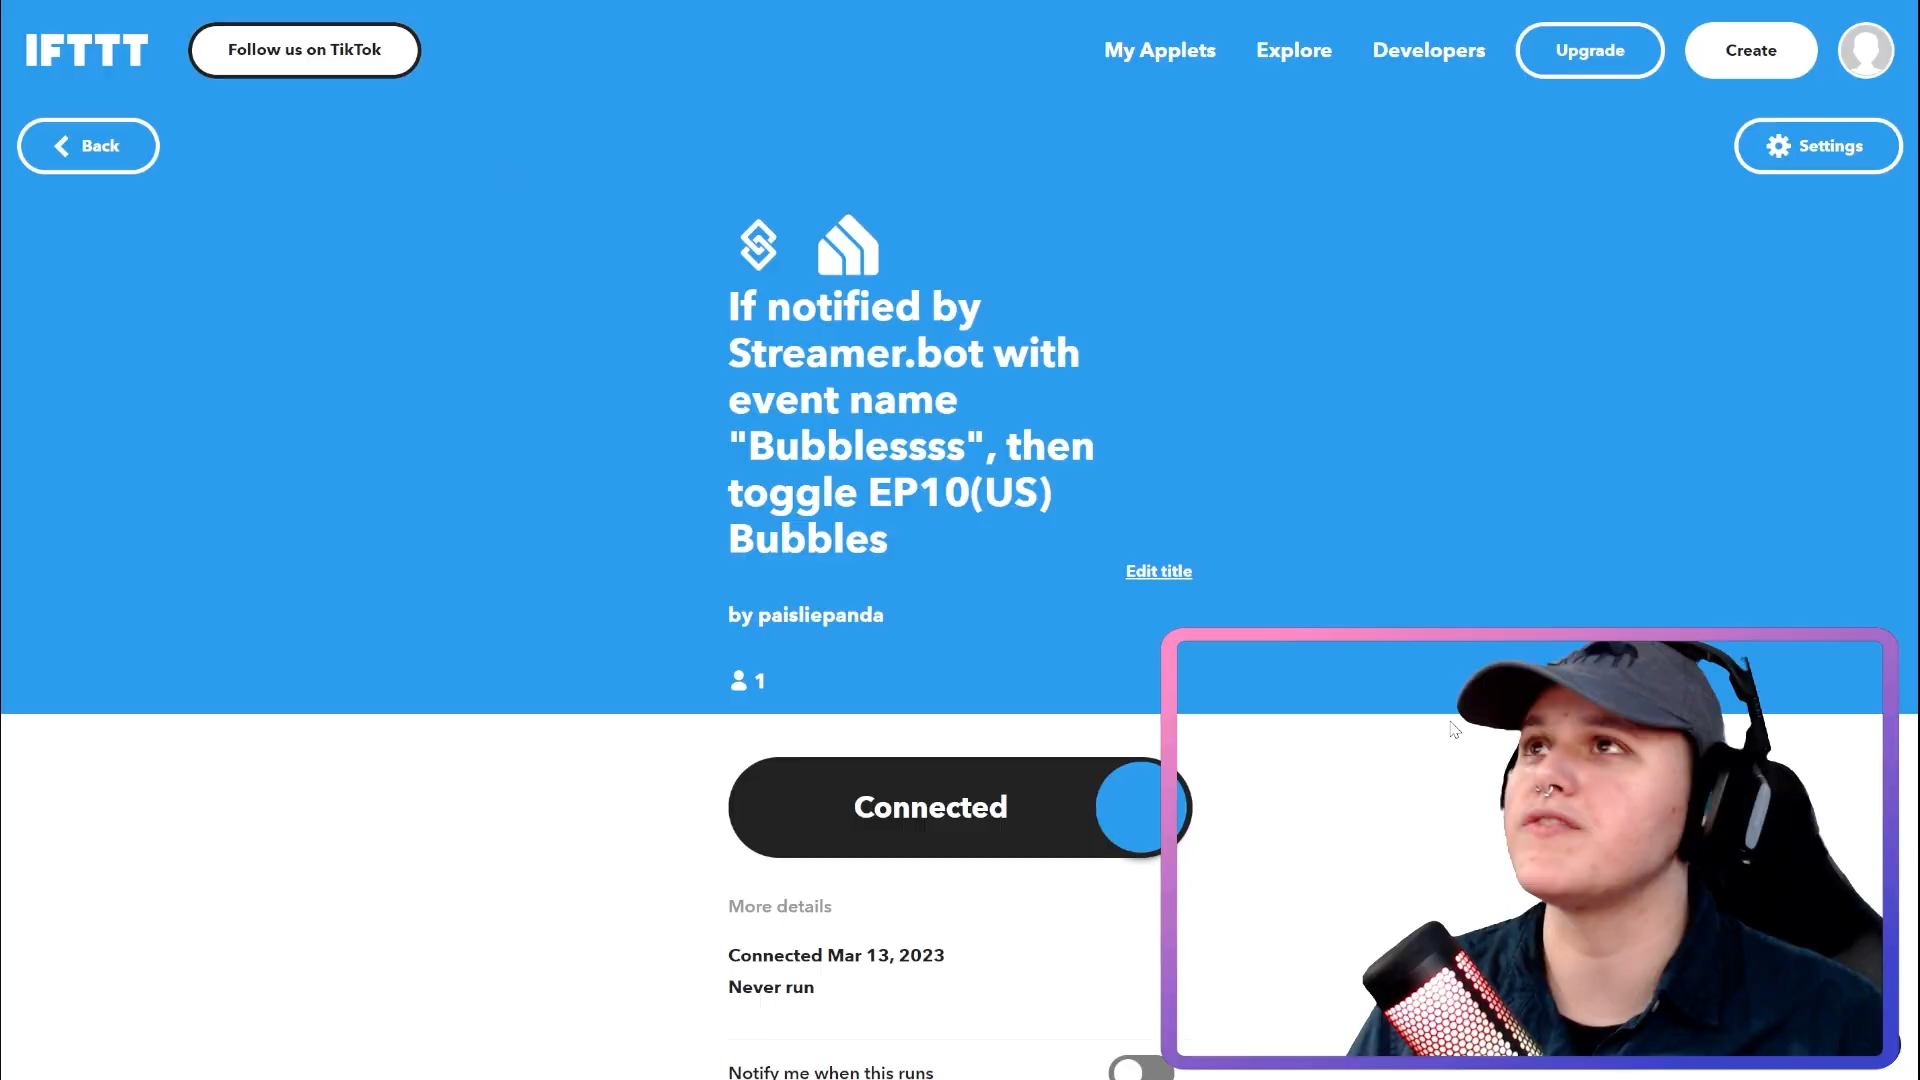 IFTTT
Follow us on TikTok
My Applets
Explore
Developers
Upgrade
Create
Back
Settings
If notified by
Streamer.bot with
event name
"Bubblessss", then
toggle EP10(US)
Bubbles
Edit title
by paisliepanda
1
Connected
More details
Connected Mar 13, 2023
Never run
Notify me when this runs